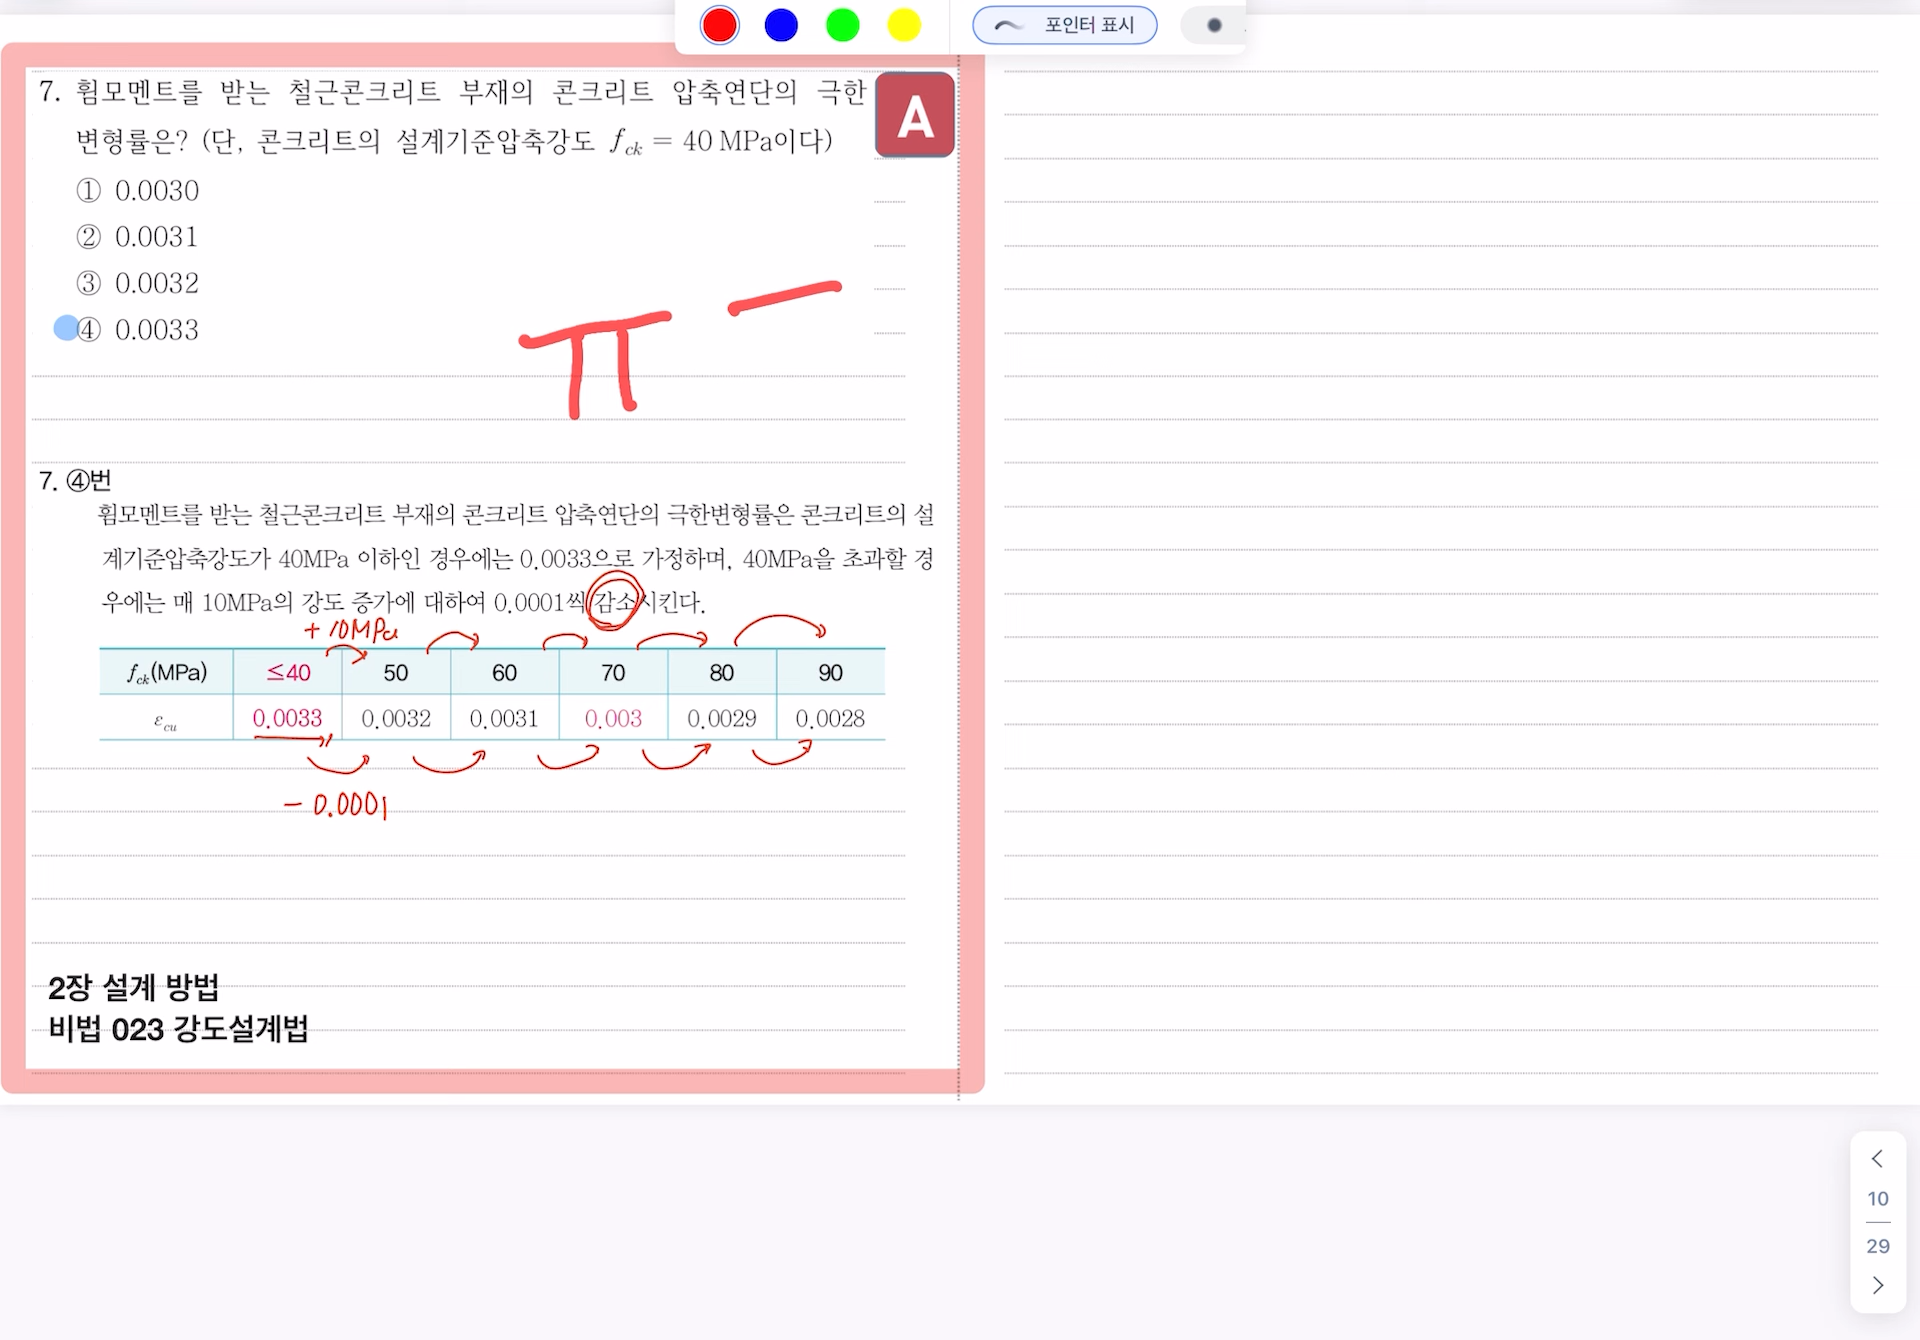 포인터 표시
7. 휨모멘트를 받는 철근콘크리트 부재의 콘크리트 압축연단의 극한
변형률은? (단, 콘크리트의 설계기준압축강도 fck = 40 MPa이다)
A
① 0.0030
② 0.0031
③ 0.0032
④ 0.0033
π −
7. ④번
휨모멘트를 받는 철근콘크리트 부재의 콘크리트 압축연단의 극한변형률은 콘크리트의 설
계기준압축강도가 40MPa 이하인 경우에는 0.0033으로 가정하며, 40MPa을 초과할 경
우에는 매 10MPa의 강도 증가에 대하여 0.0001씩 감소시킨다.
+10MPa
fck(MPa) ≤40 50 60 70 80 90
εcu 0.0033 0.0032 0.0031 0.003 0.0029 0.0028
− 0.0001
2장 설계 방법
비법 023 강도설계법
10
29